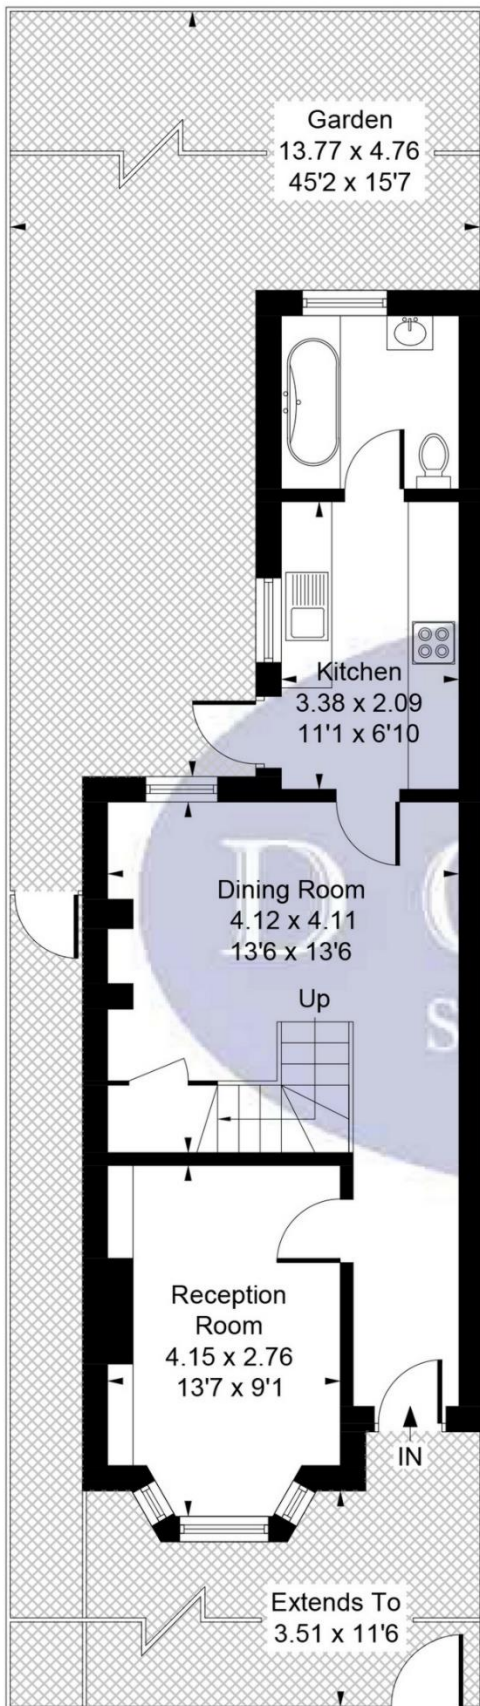 Garden
13.77 x 4.76
45'2 x 15'7
Kitchen
3.38 x 2.09
11'1 x 6'10
Dining Room
4.12 x 4.11
13'6 x 13'6
Up
Reception
Room
4.15 x 2.76
13'7 x 9'1
IN
Extends To
3.51 x 11'6